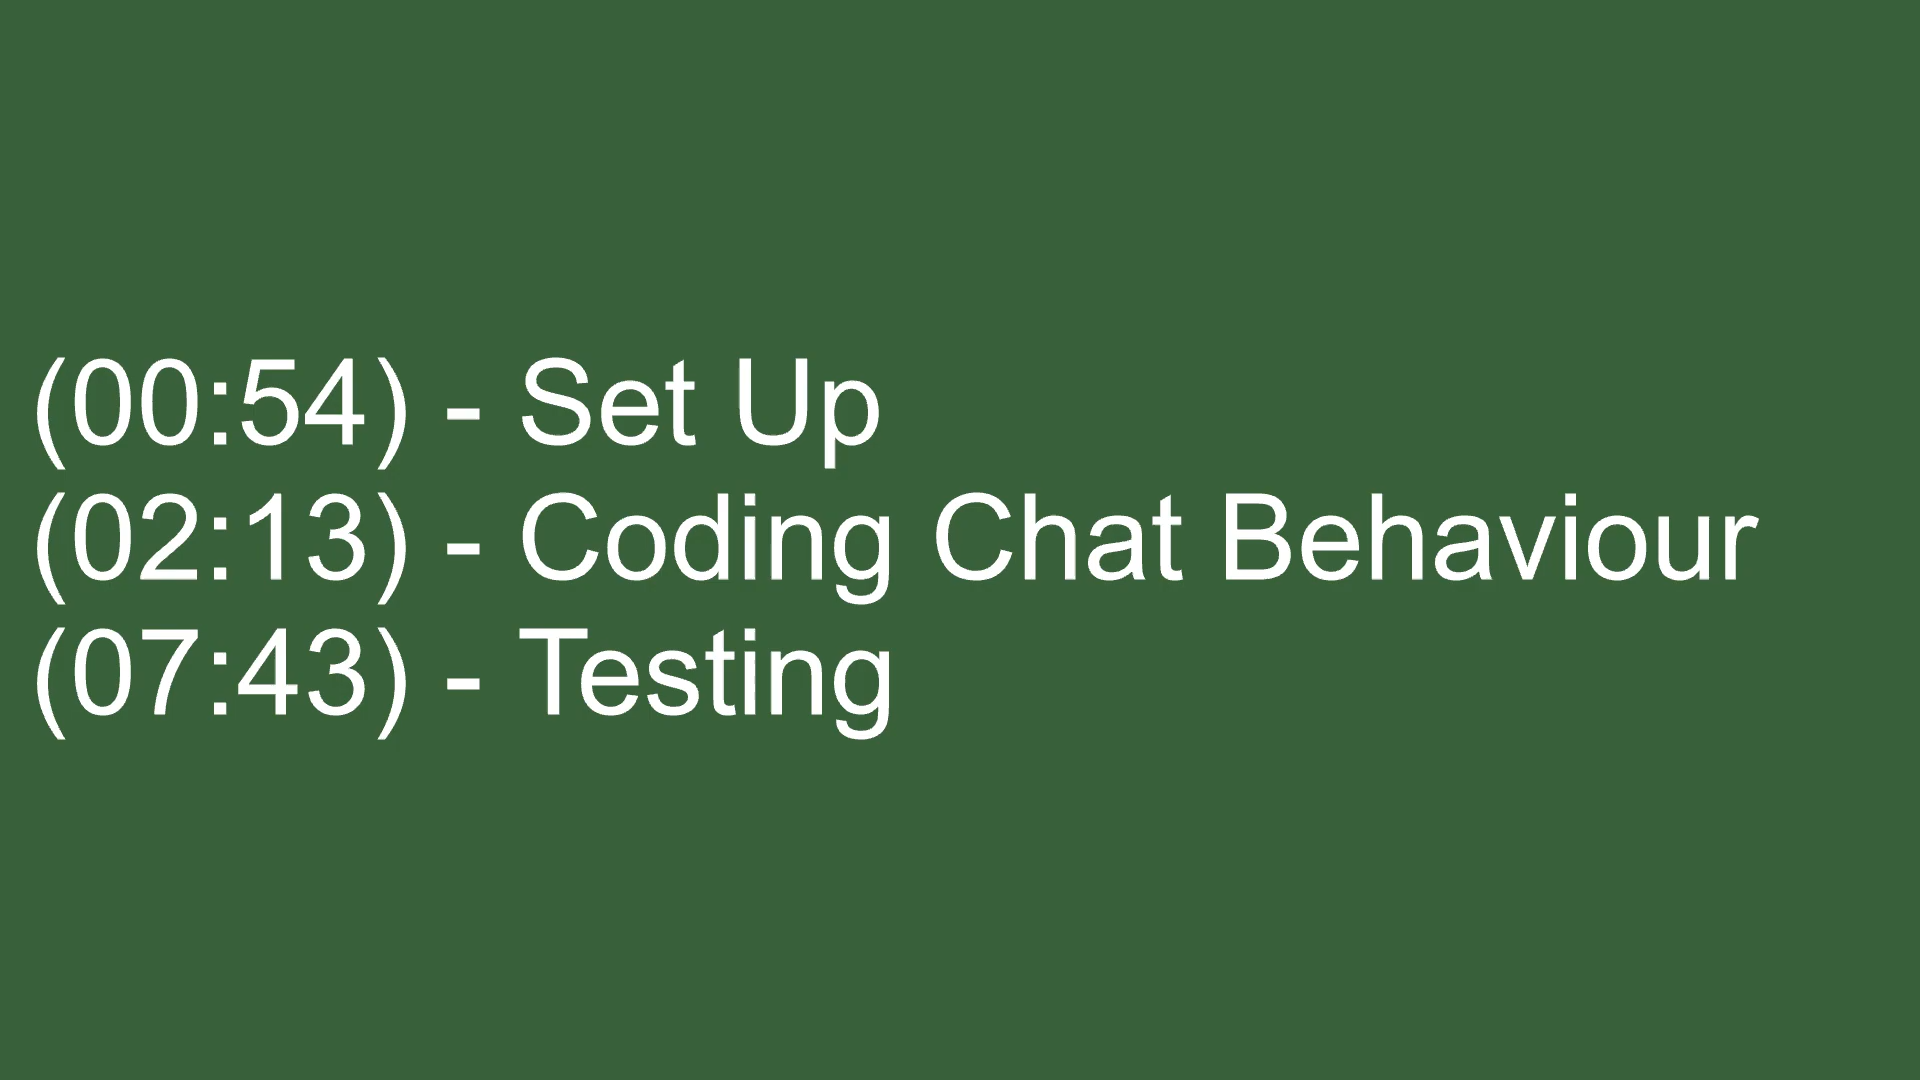 (00:54) - Set Up
(02:13) - Coding Chat Behaviour
(07:43) - Testing